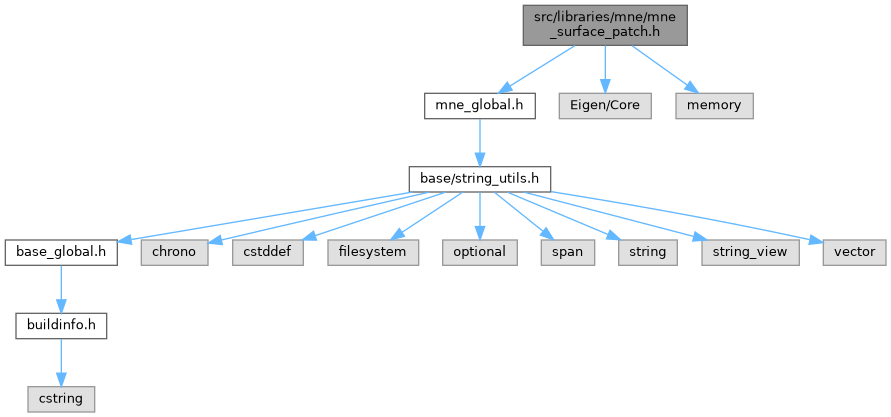 src/libraries/mne/mne
_surface_patch.h
mne_global.h
Eigen/Core
memory
base/string_utils.h
base_global.h
chrono
cstddef
filesystem
optional
span
string
string_view
vector
buildinfo.h
cstring